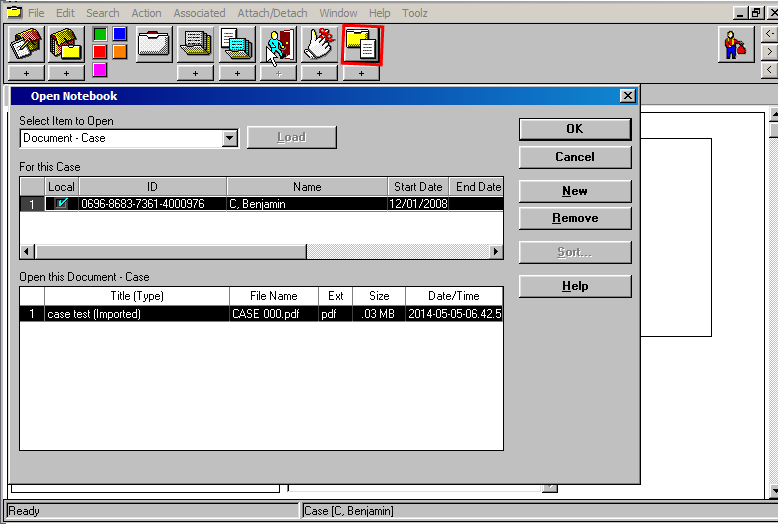 File Edit Search Action Associated Attach/Detach Window Help Toolz
+ + + + + + +
Open Notebook
Select Item to Open
Document - Case Load
OK
Cancel
For this Case
Local ID Name Start Date End Date
1 0696-8683-7361-4000976 C, Benjamin 12/01/2008
New
Remove
Sort...
Open this Document - Case
Help
Title (Type) File Name Ext Size Date/Time
1 case test (Imported) CASE 000.pdf pdf .03 MB 2014-05-05-06.42.5
Ready Case [C, Benjamin]